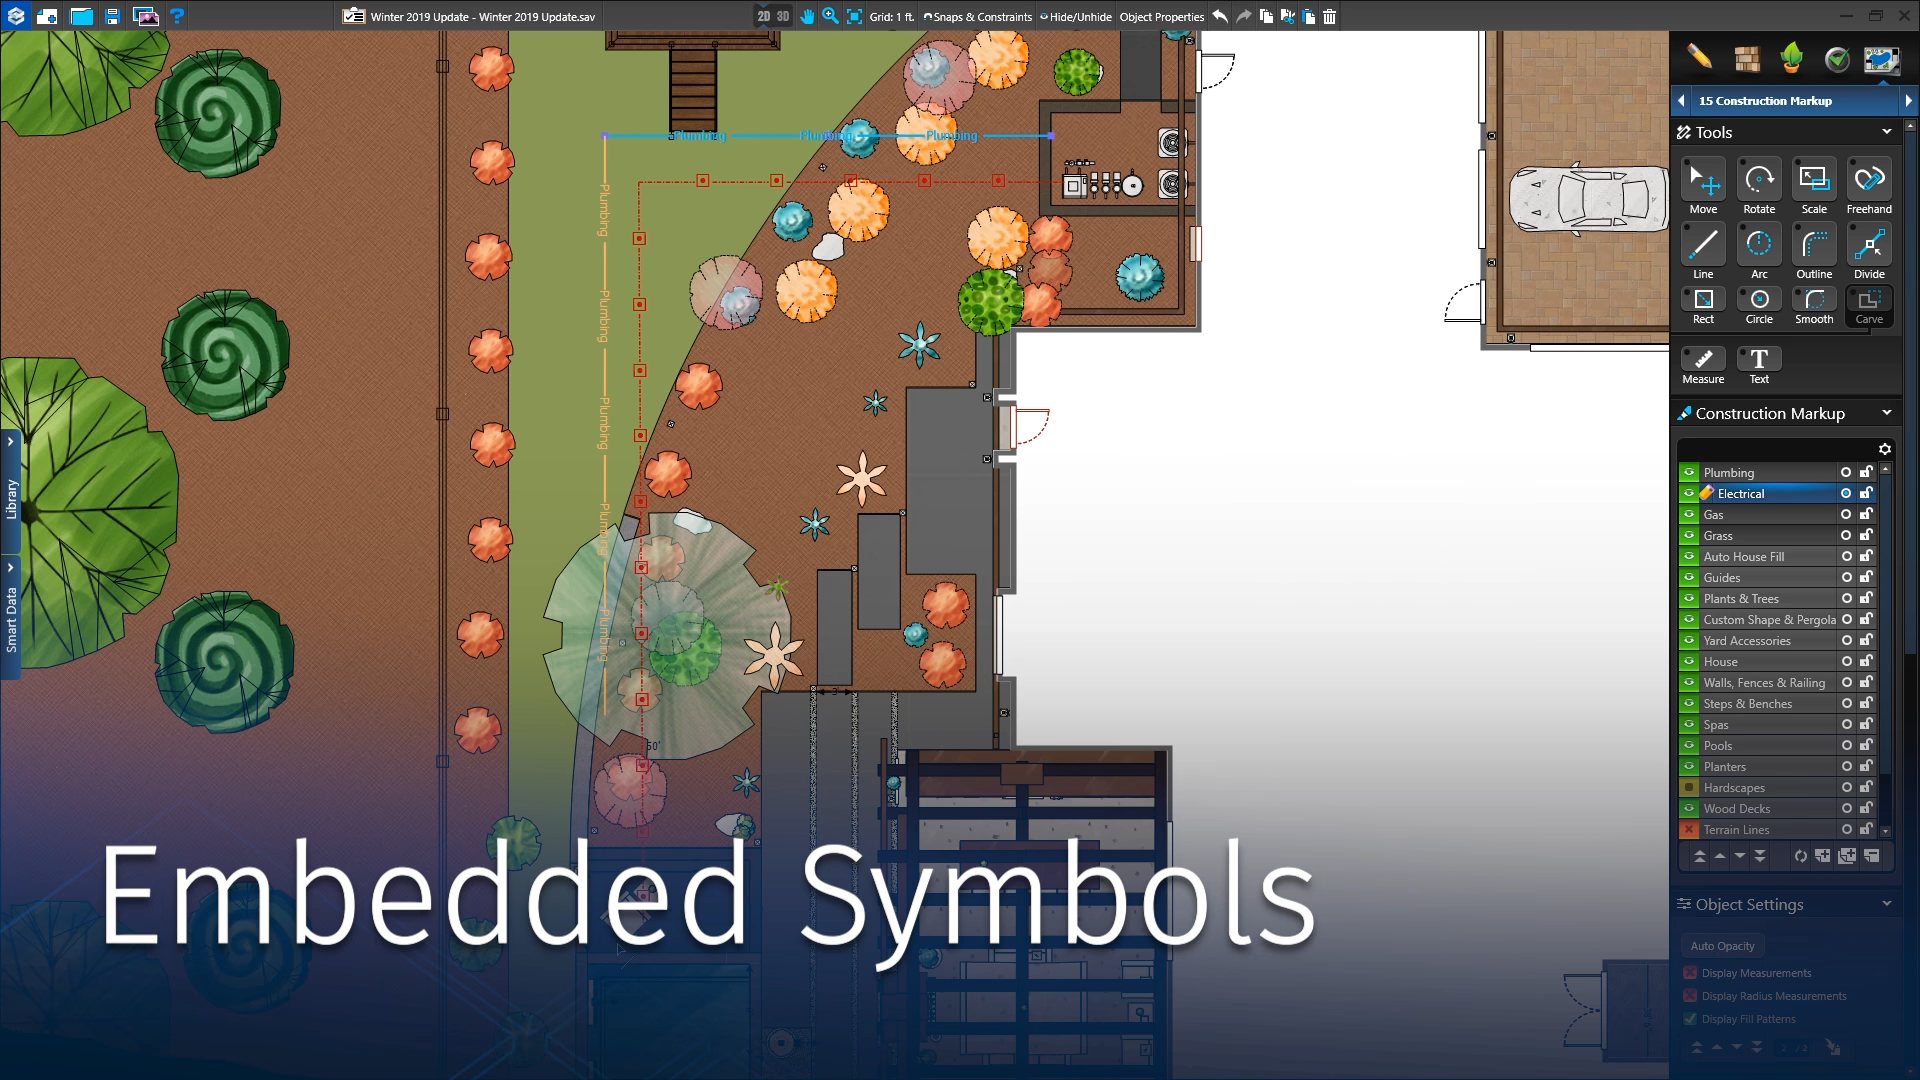 Winter 2019 Update - Winter 2019 Update.sav
2D 3D
Grid: 1 ft.
Snaps & Constraints
Hide/Unhide
Object Properties
15 Construction Markup
Tools
Move Rotate Scale Freehand
Line Arc Outline Divide
Rect Circle Smooth Carve
Measure Text
Construction Markup
Plumbing
Electrical
Gas
Grass
Auto House Fill
Guides
Plants & Trees
Custom Shape & Pergola
Yard Accessories
House
Walls, Fences & Railing
Steps & Benches
Spas
Pools
Planters
Hardscapes
Wood Decks
Terrain Lines
Object Settings
Auto Opacity
Display Measurements
Display Radius Measurements
Display Fill Patterns
2 / 2
Library
Smart Data
Plumbing Plumbing Plumbing
Plumbing
Plumbing
Plumbing
Plumbing
Plumbing
3'
Embedded Symbols